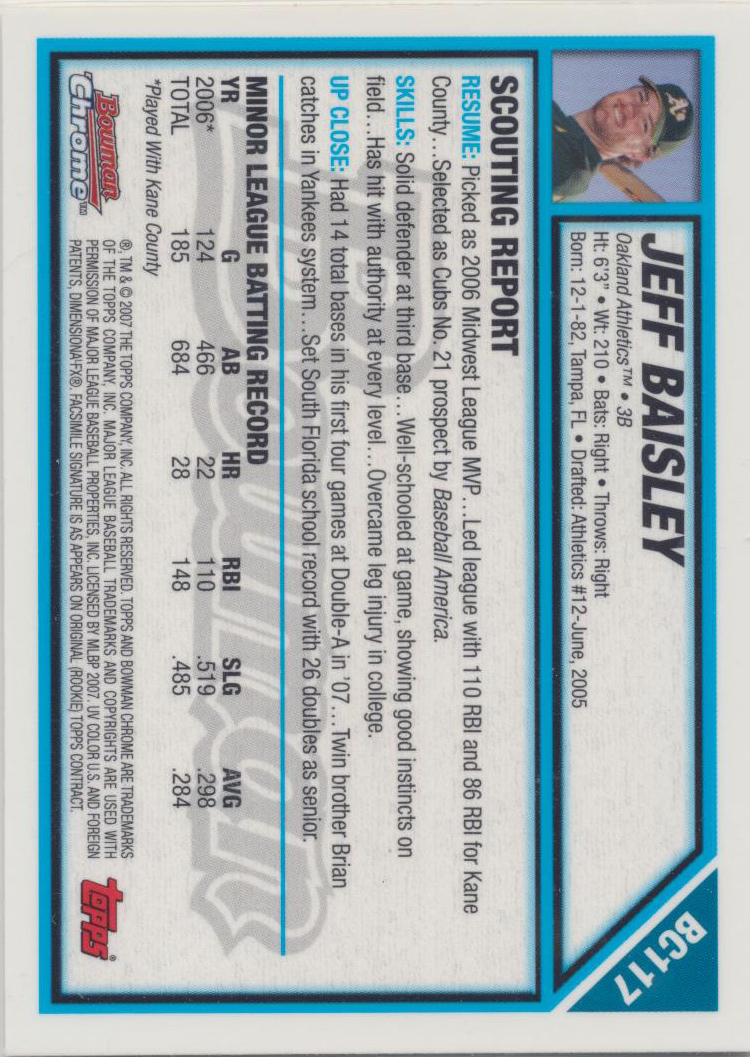 JEFF BAISLEY
Oakland Athletics™ • 3B
Ht: 6'3" • Wt: 210 • Bats: Right • Throws: Right
Born: 12-1-82, Tampa, FL • Drafted: Athletics #12-June, 2005
BC117
SCOUTING REPORT
RESUME: Picked as 2006 Midwest League MVP...Led league with 110 RBI and 86 RBI for Kane
County...Selected as Cubs No. 21 prospect by Baseball America.
SKILLS: Solid defender at third base...Well-schooled at game, showing good instincts on
field...Has hit with authority at every level...Overcame leg injury in college.
UP CLOSE: Had 14 total bases in his first four games at Double-A in '07...Twin brother Brian
catches in Yankees system...Set South Florida school record with 26 doubles as senior.
MINOR LEAGUE BATTING RECORD
YR G AB HR RBI SLG AVG
2006* 124 466 22 110 .519 .298
TOTAL 185 684 28 148 .485 .284
*Played With Kane County
Bowman
Chrome™
®, TM & © 2007 THE TOPPS COMPANY, INC. ALL RIGHTS RESERVED. TOPPS AND BOWMAN CHROME ARE TRADEMARKS
OF THE TOPPS COMPANY, INC. MAJOR LEAGUE BASEBALL TRADEMARKS AND COPYRIGHTS ARE USED WITH
PERMISSION OF MAJOR LEAGUE BASEBALL PROPERTIES, INC. LICENSED BY MLBP 2007. UV COLOR U.S. AND FOREIGN
PATENTS, DIMENSIONAFX®. FACSIMILE SIGNATURE IS AS APPEARS ON ORIGINAL (ROOKIE) TOPPS CONTRACT.
Topps®
Bowman
A's